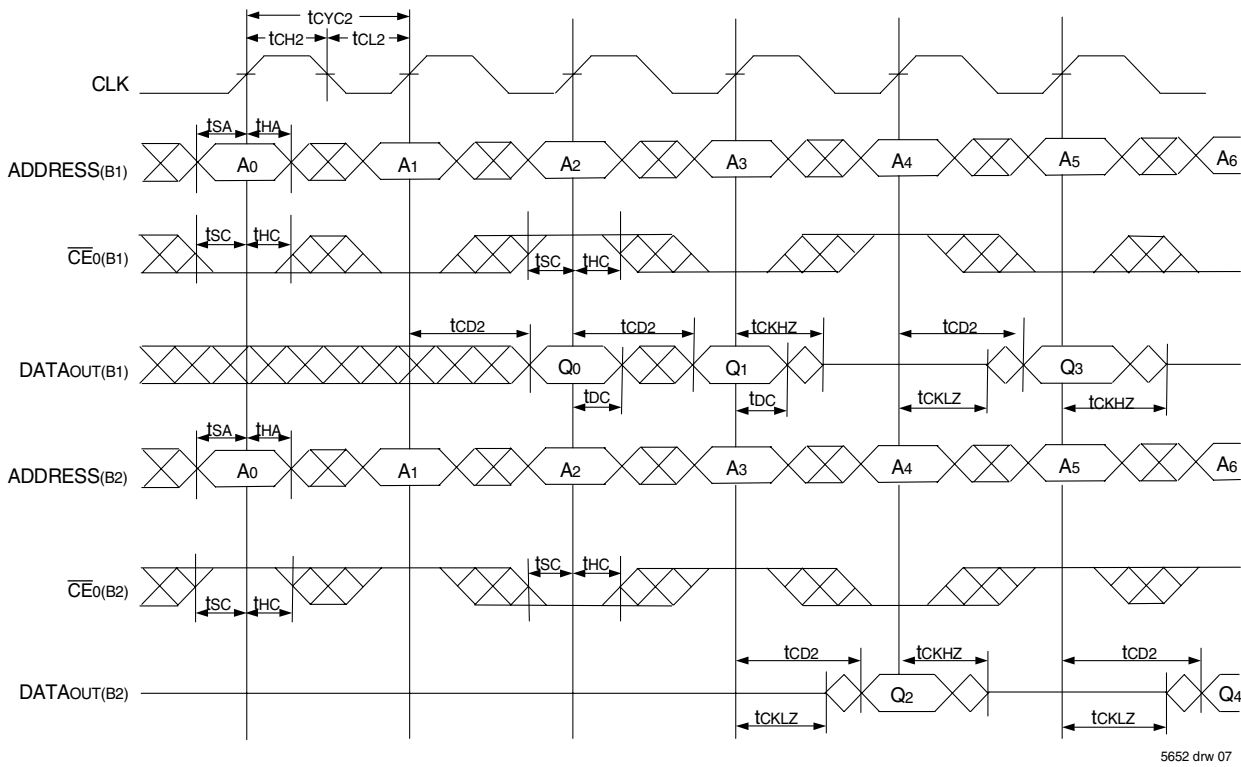 tCYC2
tCH2 tCL2
CLK
tSA tHA
ADDRESS(B1) A0 A1 A2 A3 A4 A5 A6
tSC tHC tSC tHC
CE0(B1)
tCD2 tCD2 tCKHZ tCD2
DATAOUT(B1) Q0 Q1 Q3
tDC tDC tCKLZ tCKHZ
tSA tHA
ADDRESS(B2) A0 A1 A2 A3 A4 A5 A6
tSC tHC
CE0(B2)
tSC tHC
tCD2 tCKHZ tCD2
DATAOUT(B2) Q2 Q4
tCKLZ tCKLZ
5652 drw 07